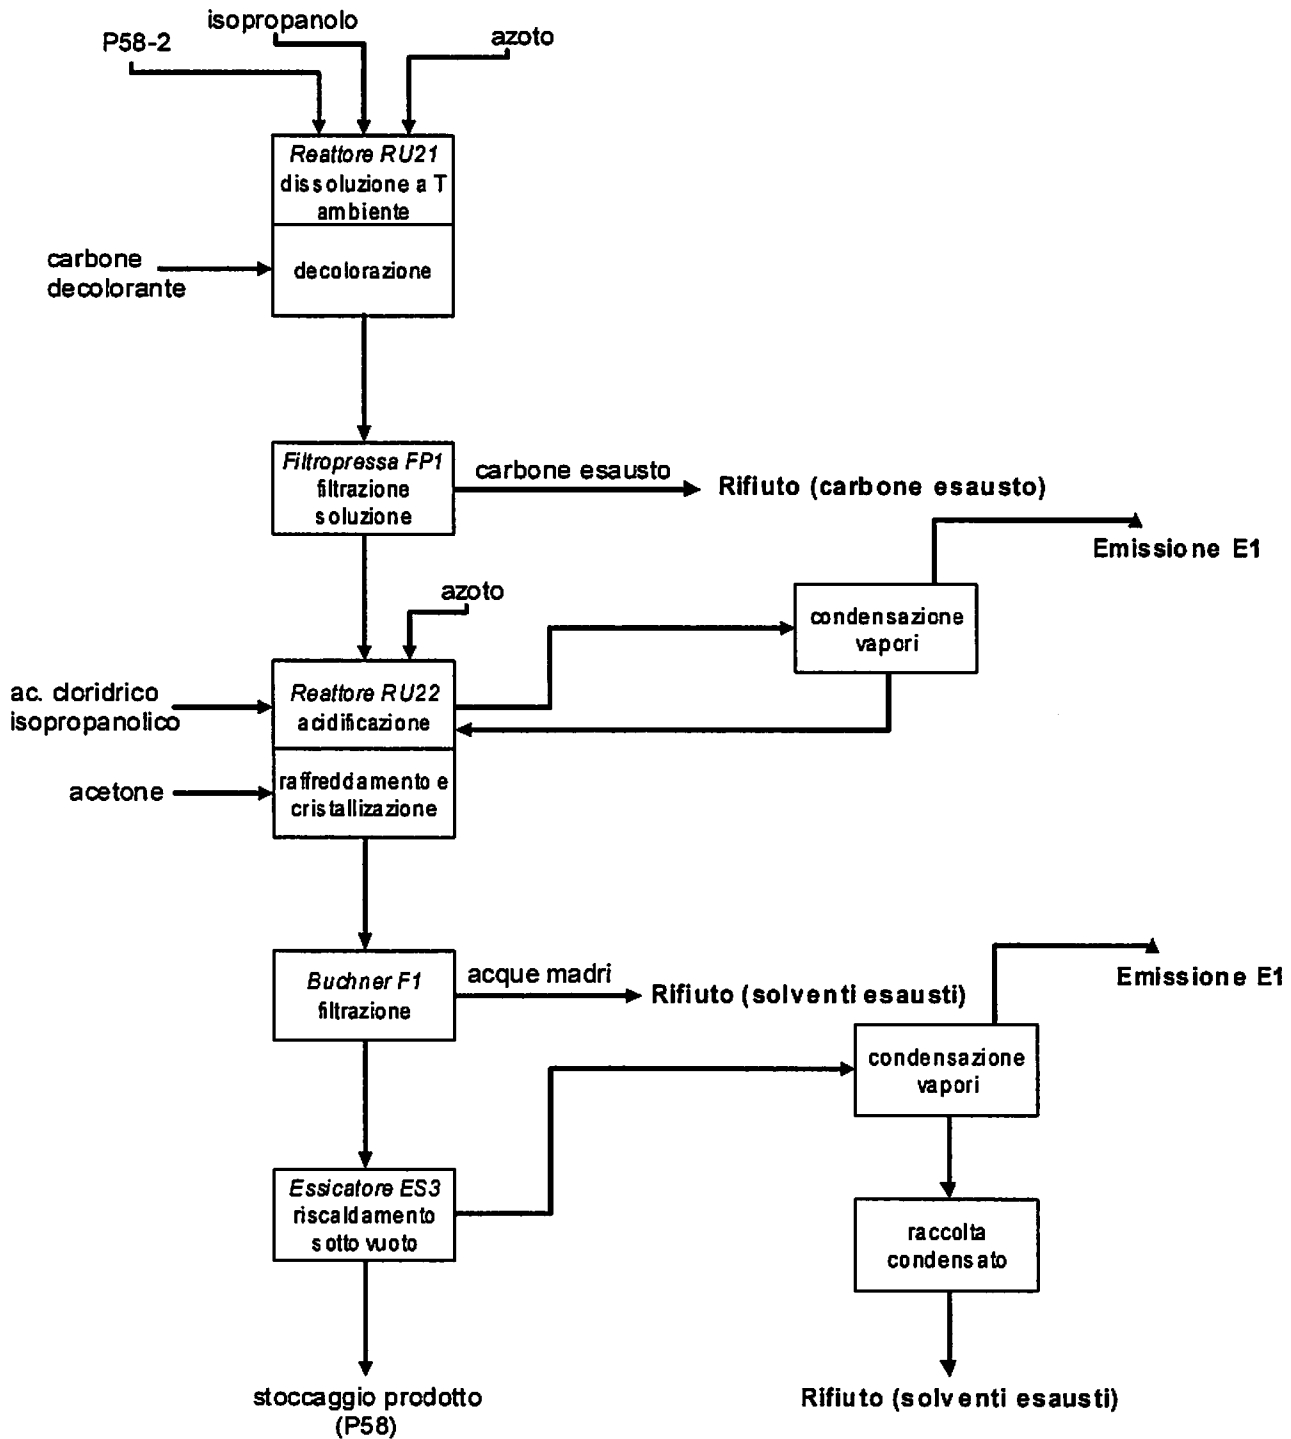 isopropanolo
P58-2
azoto
Reattore RU21
dissoluzione a T
ambiente
carbone
decolorante
decolorazione
Filtropressa FP1
filtrazione
soluzione
carbone esausto
Rifiuto (carbone esausto)
Emissione E1
condensazione
vapori
azoto
ac. cloridrico
isopropanolico
Reattore RU22
acidificazione
acetone
raffreddamento e
cristallizazione
Buchner F1
filtrazione
acque madri
Rifiuto (solventi esausti)
Emissione E1
condensazione
vapori
Essicatore ES3
riscaldamento
sotto vuoto
raccolta
condensato
stoccaggio prodotto
(P58)
Rifiuto (solventi esausti)